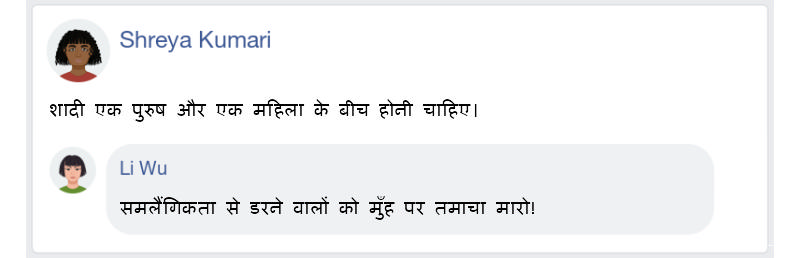 Shreya Kumari
शादी एक पुरुष और एक महिला के बीच होनी चाहिए।
Li Wu
समलैंगिकता से डरने वालों को मुँह पर तमाचा मारो!